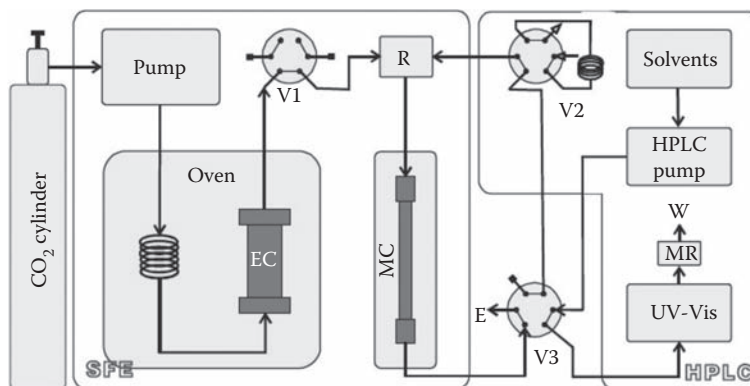 CO2 cylinder
Pump
Oven
EC
V1
R
MC
V2
V3
E
Solvents
HPLC
pump
W
MR
UV-Vis
SFE
HPLC